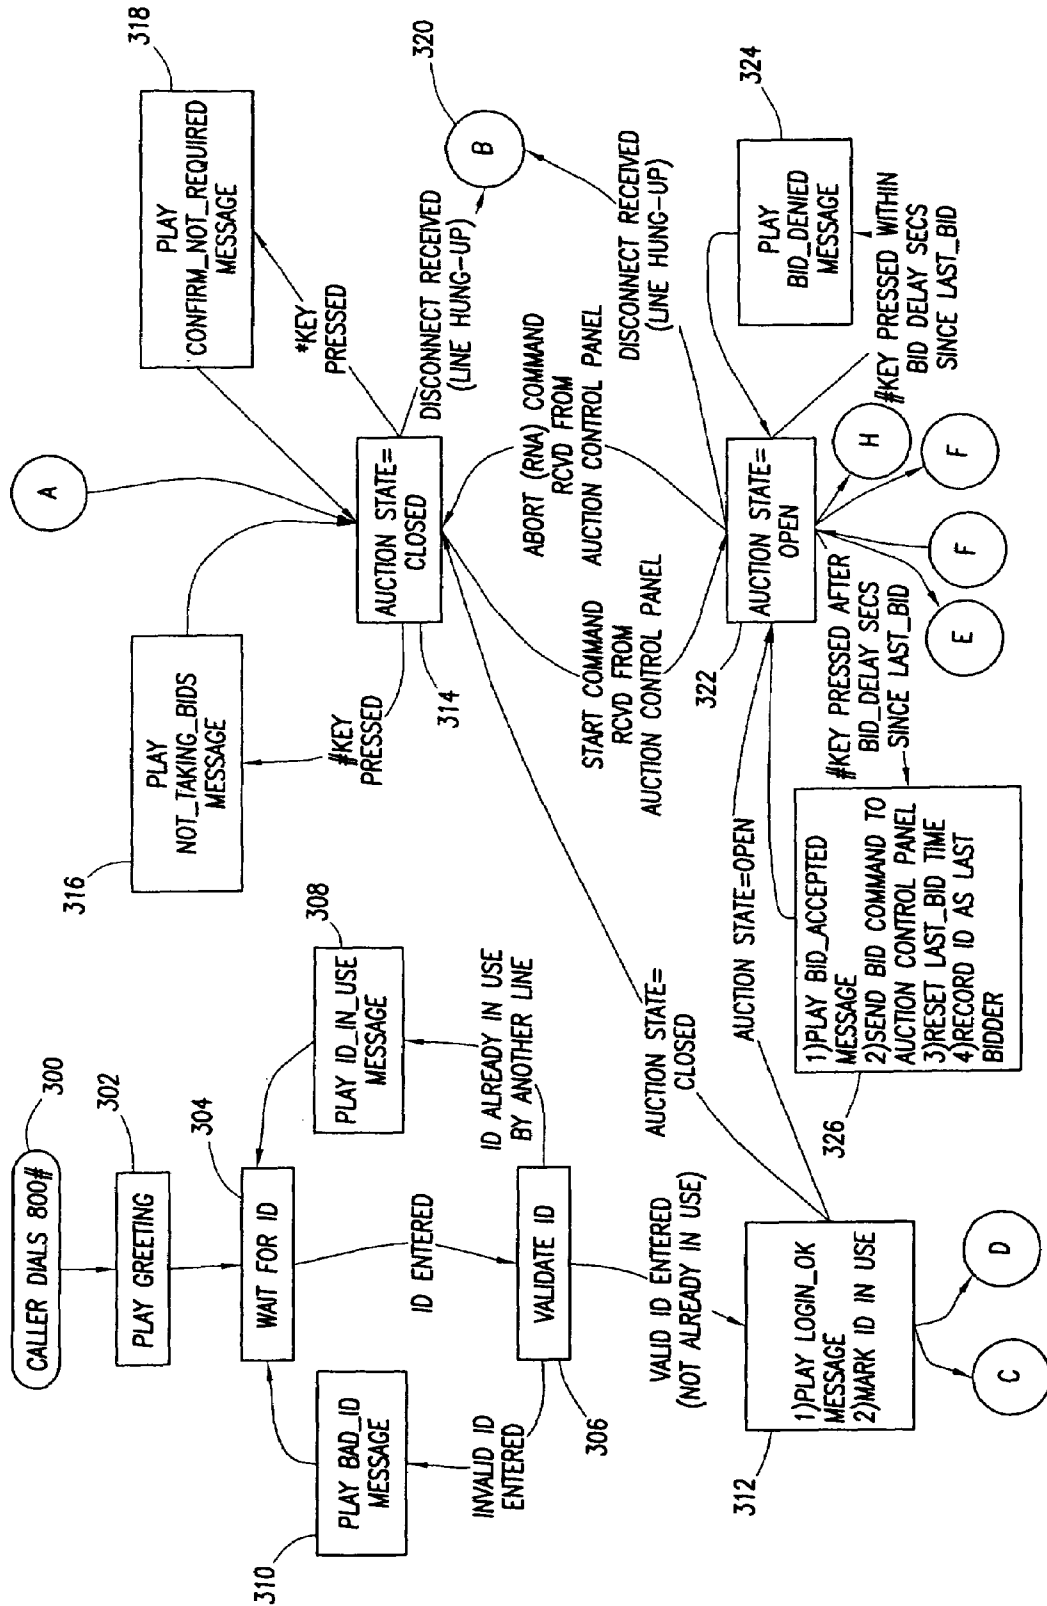 300
CALLER DIALS 800#
302
PLAY GREETING
304
WAIT FOR ID
308
PLAY ID_IN_USE
MESSAGE
310
PLAY BAD_ID
MESSAGE
ID ENTERED
ID ALREADY IN USE
BY ANOTHER LINE
INVALID ID
ENTERED
VALIDATE ID
306
VALID ID ENTERED
(NOT ALREADY IN USE)
312
1)PLAY LOGIN_OK
MESSAGE
2)MARK ID IN USE
C
D
AUCTION STATE=
CLOSED
AUCTION STATE=OPEN
A
316
PLAY
NOT_TAKING_BIDS
MESSAGE
318
PLAY
CONFIRM_NOT_REQUIRED
MESSAGE
#KEY
PRESSED
*KEY
PRESSED
AUCTION STATE=
CLOSED
314
DISCONNECT RECEIVED
(LINE HUNG-UP)
320
B
START COMMAND
RCVD FROM
AUCTION CONTROL PANEL
ABORT (RNA) COMMAND
RCVD FROM
AUCTION CONTROL PANEL
DISCONNECT RECEIVED
(LINE HUNG-UP)
322
AUCTION STATE=
OPEN
324
PLAY
BID_DENIED
MESSAGE
#KEY PRESSED WITHIN
BID DELAY SECS
SINCE LAST_BID
#KEY PRESSED AFTER
BID_DELAY SECS
SINCE LAST_BID
326
1)PLAY BID_ACCEPTED
MESSAGE
2)SEND BID COMMAND TO
AUCTION CONTROL PANEL
3)RESET LAST_BID TIME
4)RECORD ID AS LAST
BIDDER
E
F
F
H